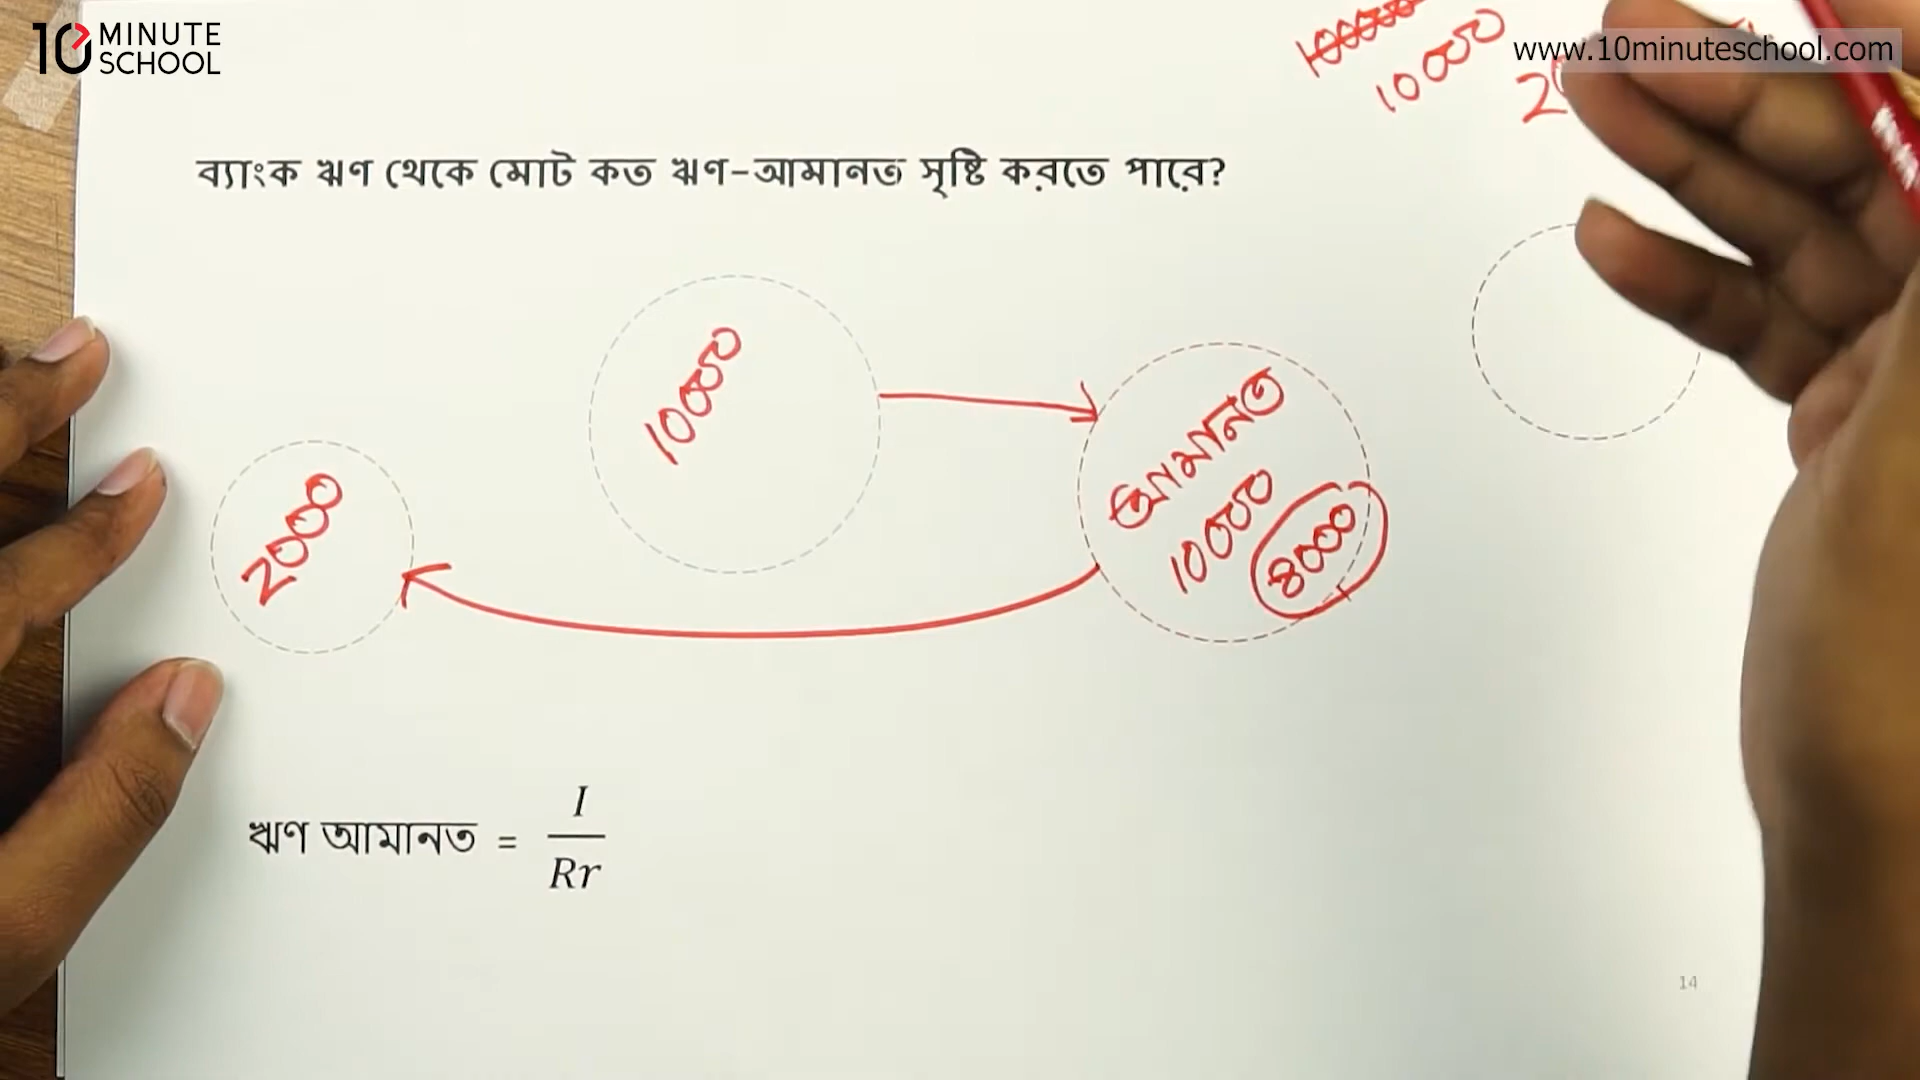 10 MINUTE
SCHOOL
www.10minuteschool.com
10000
ব্যাংক ঋণ থেকে মোট কত ঋণ-আমানত সৃষ্টি করতে পারে?
10000
আমানত
10000
8000
2000
ঋণ আমানত = I
Rr
14